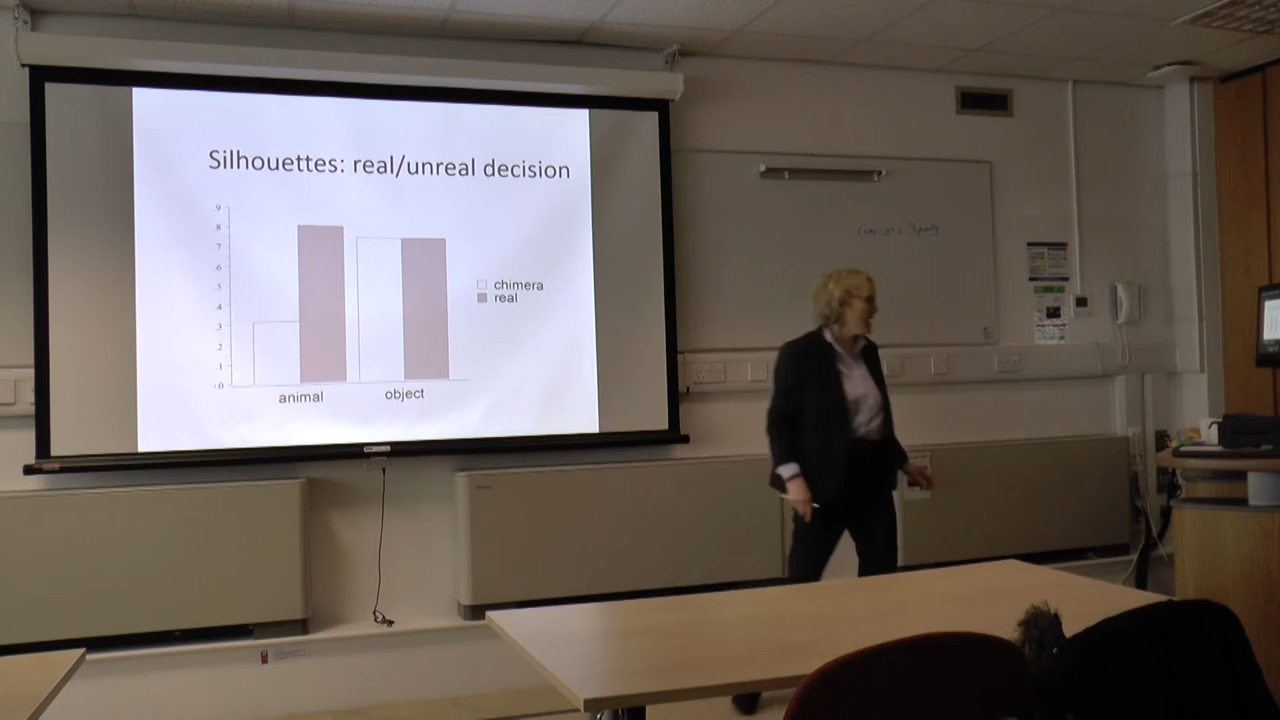 Silhouettes: real/unreal decision
.9
.8
.7
.6
.5
.4
.3
.2
.1
.0
chimera
real
animal
object